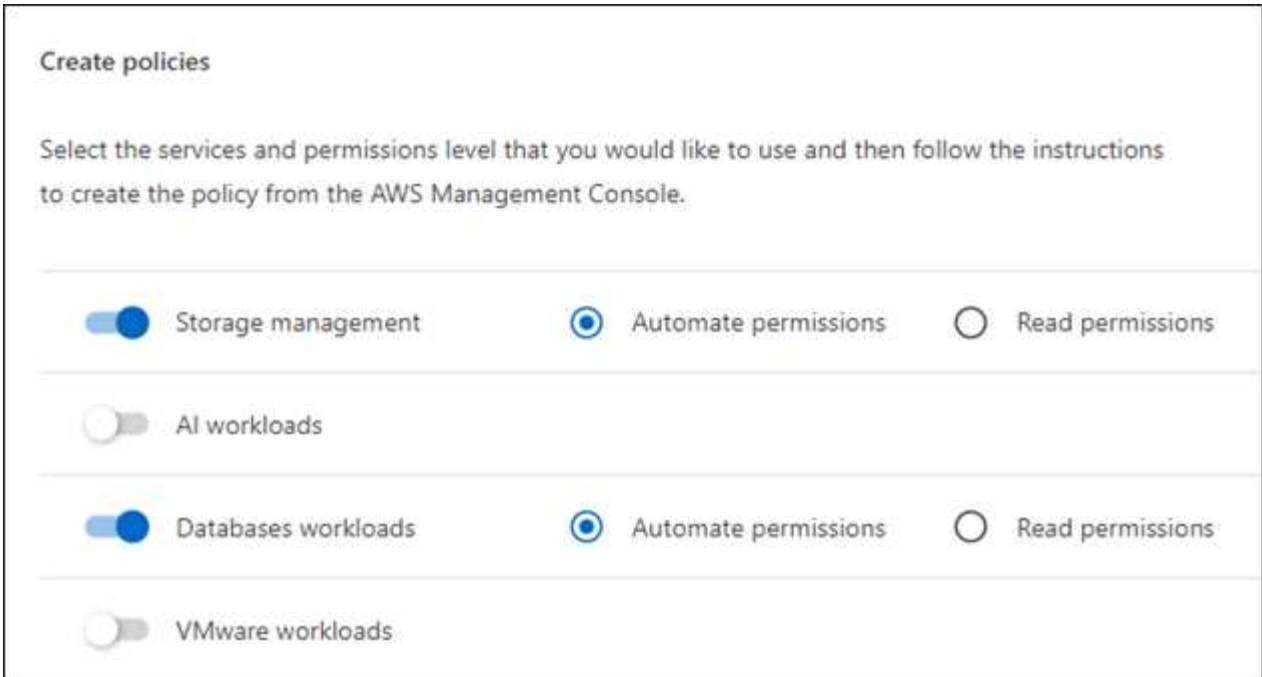 Create policies
Select the services and permissions level that you would like to use and then follow the instructions
to create the policy from the AWS Management Console.
Storage management Automate permissions Read permissions
AI workloads
Databases workloads Automate permissions Read permissions
VMware workloads